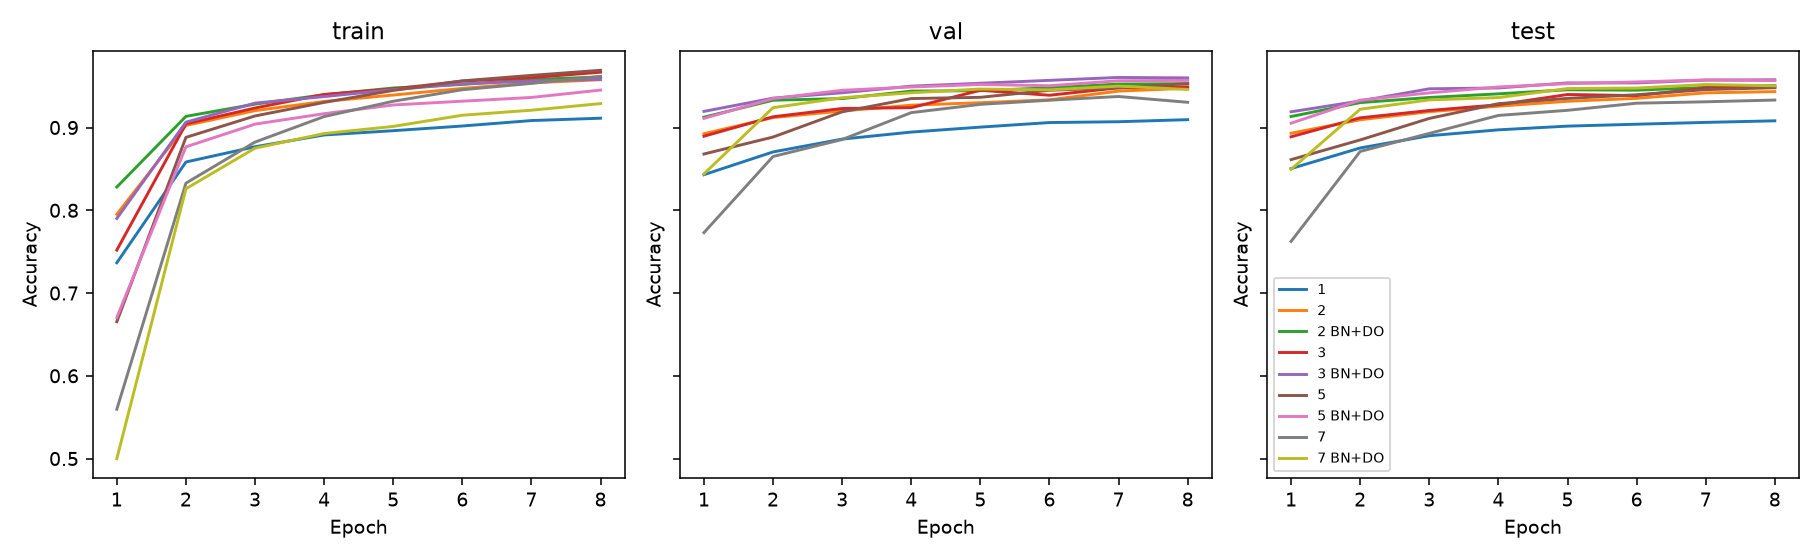 train
val
test
Accuracy
0.9
0.8
0.7
0.6
0.5
1 2 3 4 5 6 7 8
Epoch
Accuracy
1 2 3 4 5 6 7 8
Epoch
Accuracy
1
2
2 BN+DO
3
3 BN+DO
5
5 BN+DO
7
7 BN+DO
1 2 3 4 5 6 7 8
Epoch